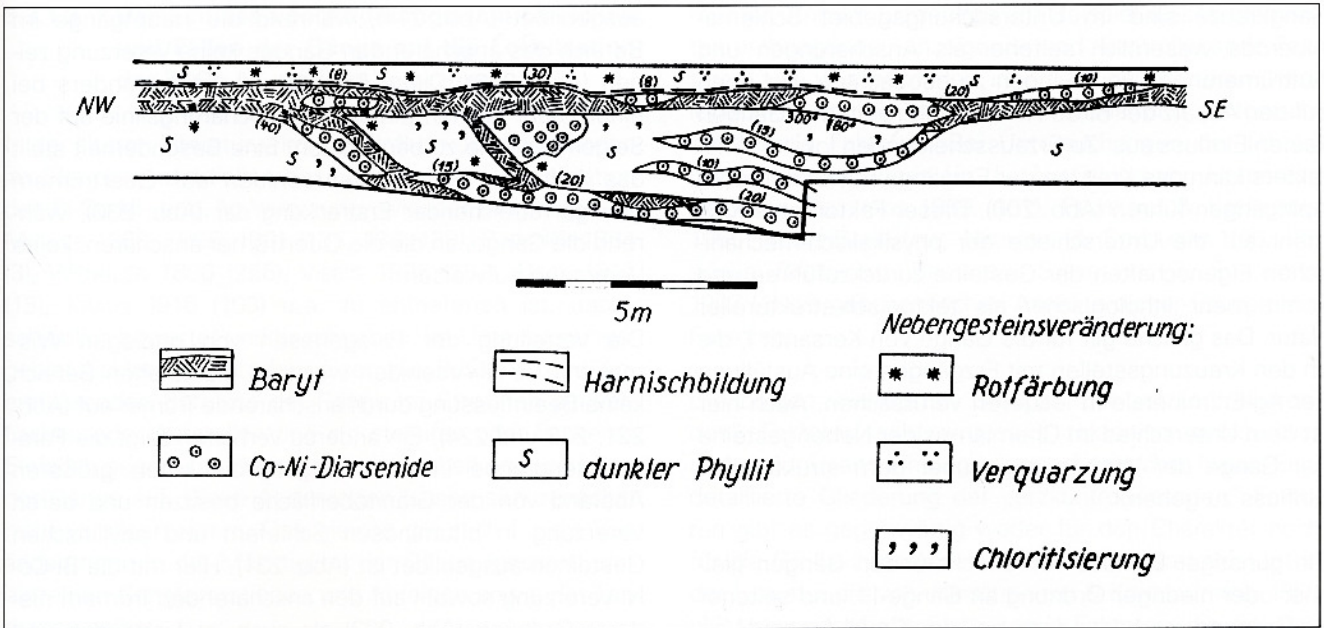 S (8) S (30) S (8) S S (10)
NW (20) SE
300° 180°
(40) (15)
S S S (10) S
(15) (20) (20)
5m
Nebengesteinsveränderung:
Baryt Harnischbildung Rotfärbung
Co-Ni-Diarsenide S dunkler Phyllit Verquarzung
Chloritisierung